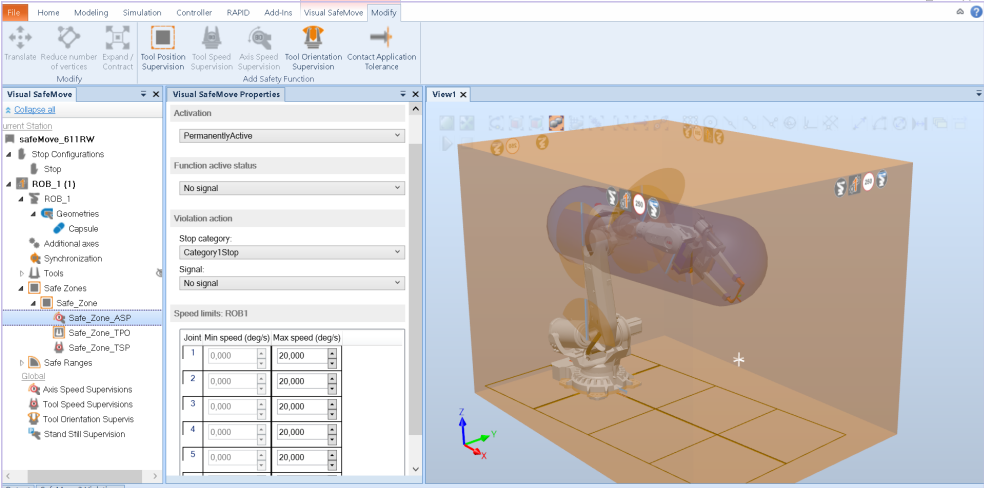 File Home Modeling Simulation Controller RAPID Add-Ins Visual SafeMove Modify
Translate Reduce number of vertices Expand / Contract Tool Position Supervision Tool Speed Supervision Axis Speed Supervision Tool Orientation Supervision Contact Application Tolerance
Modify Add Safety Function
Visual SafeMove
Collapse all
urrent Station
safeMove_611RW
Stop Configurations
Stop
ROB_1 (1)
ROB_1
Geometries
Capsule
Additional axes
Synchronization
Tools
Safe Zones
Safe_Zone
Safe_Zone_ASP
Safe_Zone_TPO
Safe_Zone_TSP
Safe Ranges
Global
Axis Speed Supervisions
Tool Speed Supervisions
Tool Orientation Supervis
Stand Still Supervision
Visual SafeMove Properties
Activation
PermanentlyActive
Function active status
No signal
Violation action
Stop category:
Category1Stop
Signal:
No signal
Speed limits: ROB1
Joint Min speed (deg/s) Max speed (deg/s)
1 0,000 20,000
2 0,000 20,000
3 0,000 20,000
4 0,000 20,000
5 0,000 20,000
View1
250
250
Z
Y
X